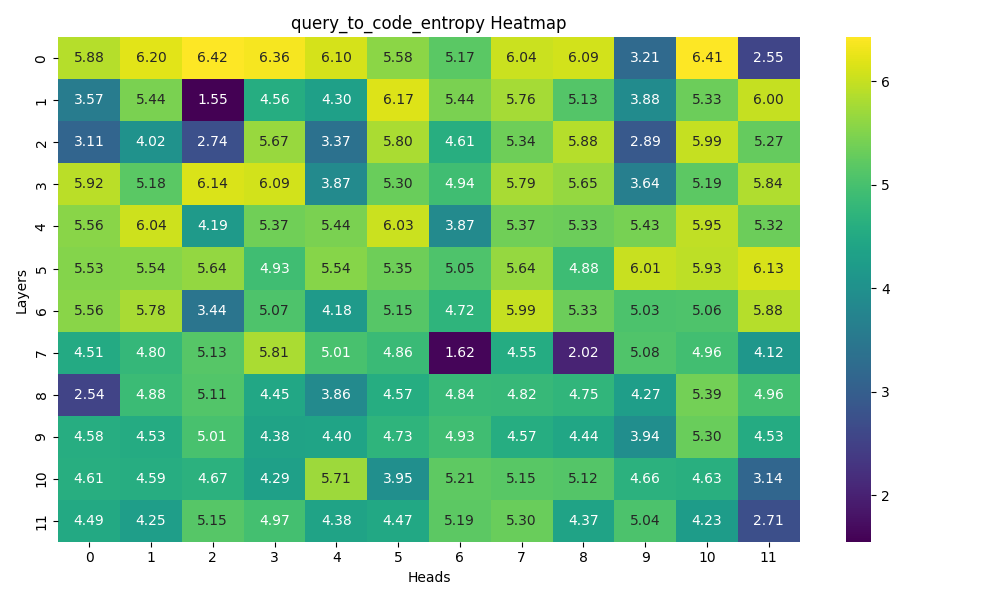 query_to_code_entropy Heatmap
Layers
0 5.88 6.20 6.42 6.36 6.10 5.58 5.17 6.04 6.09 3.21 6.41 2.55
1 3.57 5.44 1.55 4.56 4.30 6.17 5.44 5.76 5.13 3.88 5.33 6.00
2 3.11 4.02 2.74 5.67 3.37 5.80 4.61 5.34 5.88 2.89 5.99 5.27
3 5.92 5.18 6.14 6.09 3.87 5.30 4.94 5.79 5.65 3.64 5.19 5.84
4 5.56 6.04 4.19 5.37 5.44 6.03 3.87 5.37 5.33 5.43 5.95 5.32
5 5.53 5.54 5.64 4.93 5.54 5.35 5.05 5.64 4.88 6.01 5.93 6.13
6 5.56 5.78 3.44 5.07 4.18 5.15 4.72 5.99 5.33 5.03 5.06 5.88
7 4.51 4.80 5.13 5.81 5.01 4.86 1.62 4.55 2.02 5.08 4.96 4.12
8 2.54 4.88 5.11 4.45 3.86 4.57 4.84 4.82 4.75 4.27 5.39 4.96
9 4.58 4.53 5.01 4.38 4.40 4.73 4.93 4.57 4.44 3.94 5.30 4.53
10 4.61 4.59 4.67 4.29 5.71 3.95 5.21 5.15 5.12 4.66 4.63 3.14
11 4.49 4.25 5.15 4.97 4.38 4.47 5.19 5.30 4.37 5.04 4.23 2.71
0 1 2 3 4 5 6 7 8 9 10 11
Heads
6
5
4
3
2